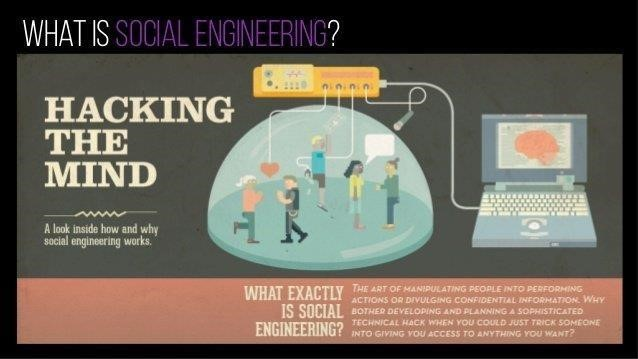 WHAT IS SOCIAL ENGINEERING?
HACKING
THE
MIND
A look inside how and why
social engineering works.
WHAT EXACTLY
IS SOCIAL
ENGINEERING?
THE ART OF MANIPULATING PEOPLE INTO PERFORMING
ACTIONS OR DIVULGING CONFIDENTIAL INFORMATION. WHY
BOTHER DEVELOPING AND PLANNING A SOPHISTICATED
TECHNICAL HACK WHEN YOU COULD JUST TRICK SOMEONE
INTO GIVING YOU ACCESS TO ANYTHING YOU WANT?